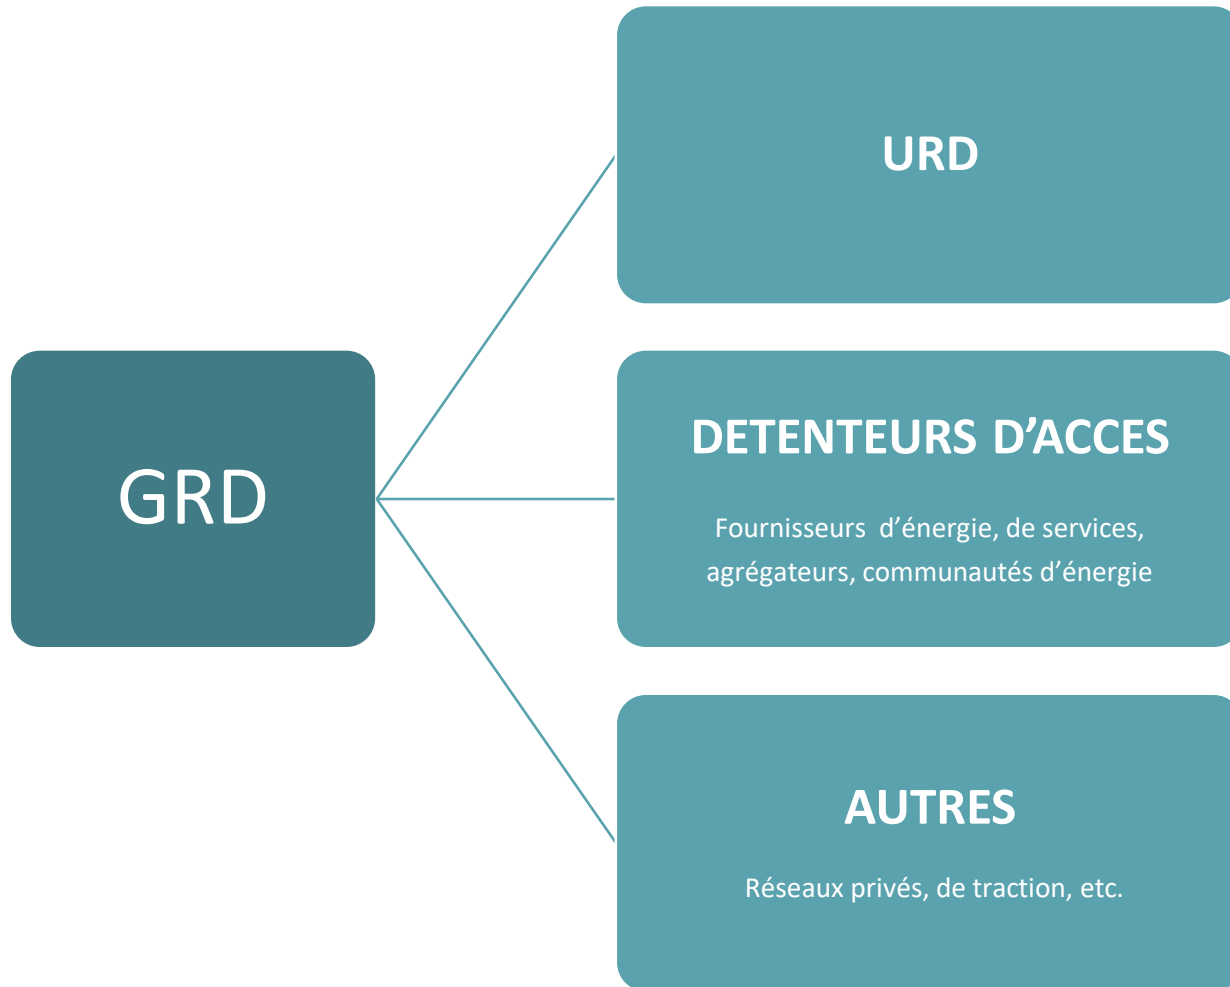 URD
GRD
DETENTEURS D’ACCES
Fournisseurs d’énergie, de services,
agrégateurs, communautés d’énergie
AUTRES
Réseaux privés, de traction, etc.